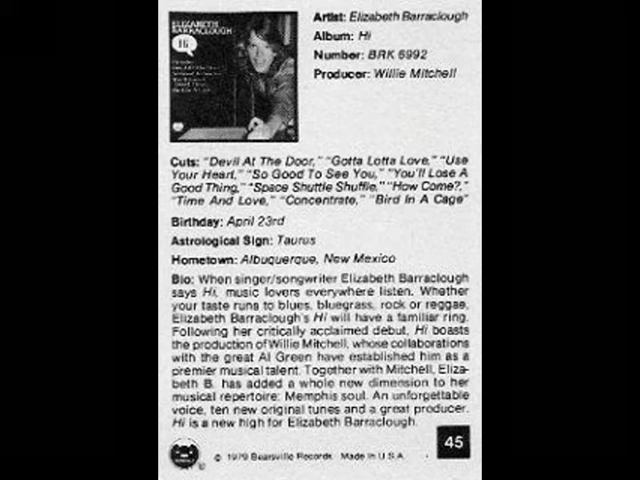 ELIZABETH
BARRACLOUGH
Hi
Artist: Elizabeth Barraclough
Album: Hi
Number: BRK 6992
Producer: Willie Mitchell
Cuts: "Devil At The Door," "Gotta Lotta Love," "Use
Your Heart," "So Good To See You," "You'll Lose A
Good Thing," "Space Shuttle Shuffle," "How Come?,"
"Time And Love," "Concentrate," "Bird In A Cage"
Birthday: April 23rd
Astrological Sign: Taurus
Hometown: Albuquerque, New Mexico
Bio: When singer/songwriter Elizabeth Barraclough
says Hi, music lovers everywhere listen. Whether
your taste runs to blues, bluegrass, rock or reggae,
Elizabeth Barraclough's Hi will have a familiar ring.
Following her critically acclaimed debut, Hi boasts
the production of Willie Mitchell, whose collaborations
with the great Al Green have established him as a
premier musical talent. Together with Mitchell, Eliza-
beth B. has added a whole new dimension to her
musical repertoire: Memphis soul. An unforgettable
voice, ten new original tunes and a great producer.
Hi is a new high for Elizabeth Barraclough.
45
© 1979 Bearsville Records Made In U.S.A.